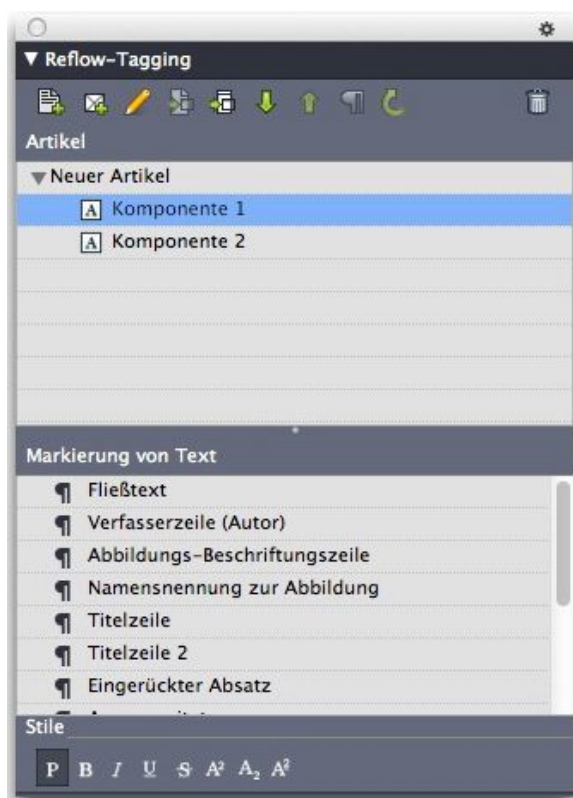 Reflow-Tagging
Artikel
Neuer Artikel
A Komponente 1
A Komponente 2
Markierung von Text
¶ Fließtext
¶ Verfasserzeile (Autor)
¶ Abbildungs-Beschriftungszeile
¶ Namensnennung zur Abbildung
¶ Titelzeile
¶ Titelzeile 2
¶ Eingerückter Absatz
Stile
P B I U S A² A₂ A²